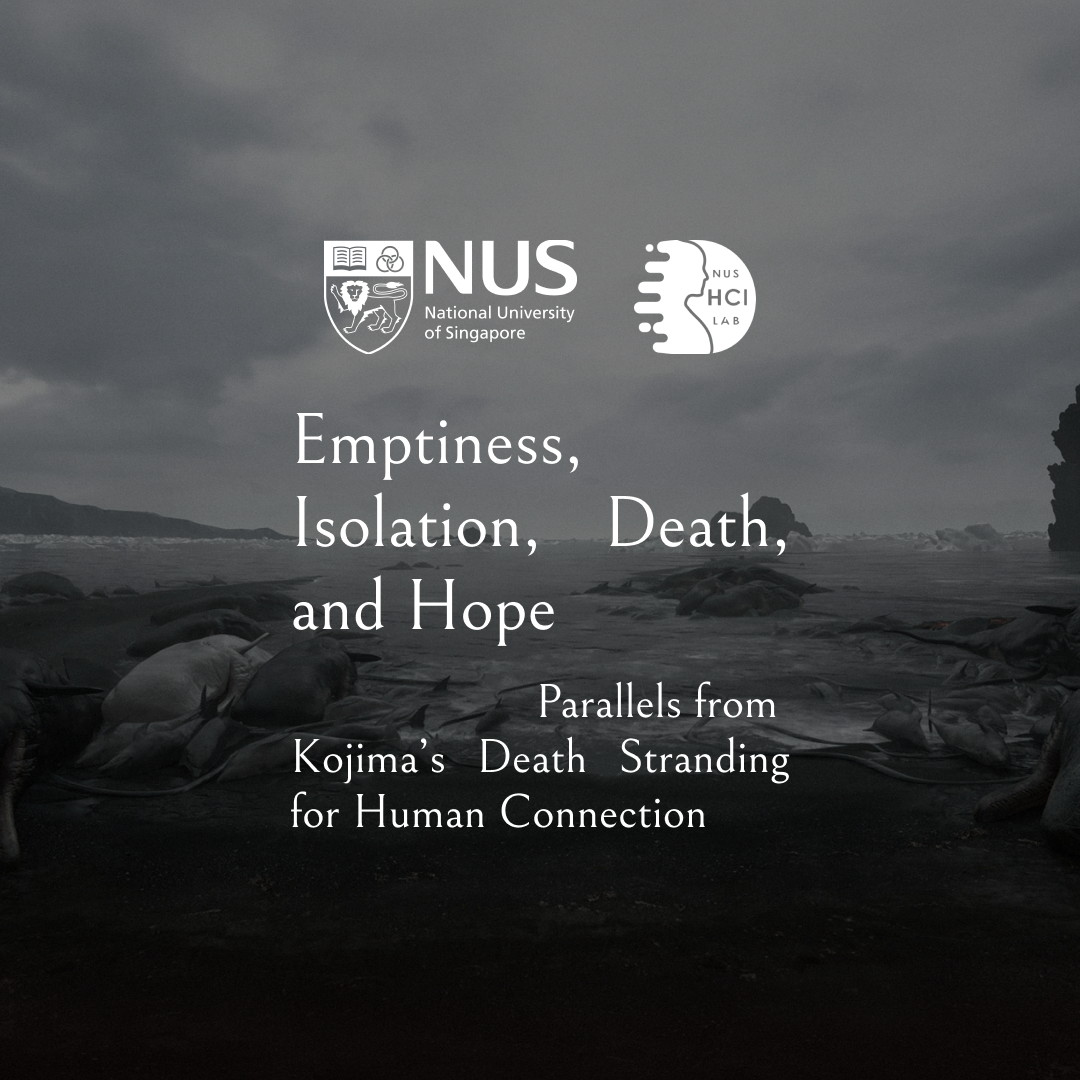 NUS
National University
of Singapore
NUS
HCI
LAB
Emptiness,
Isolation, Death,
and Hope
Parallels from
Kojima’s Death Stranding
for Human Connection